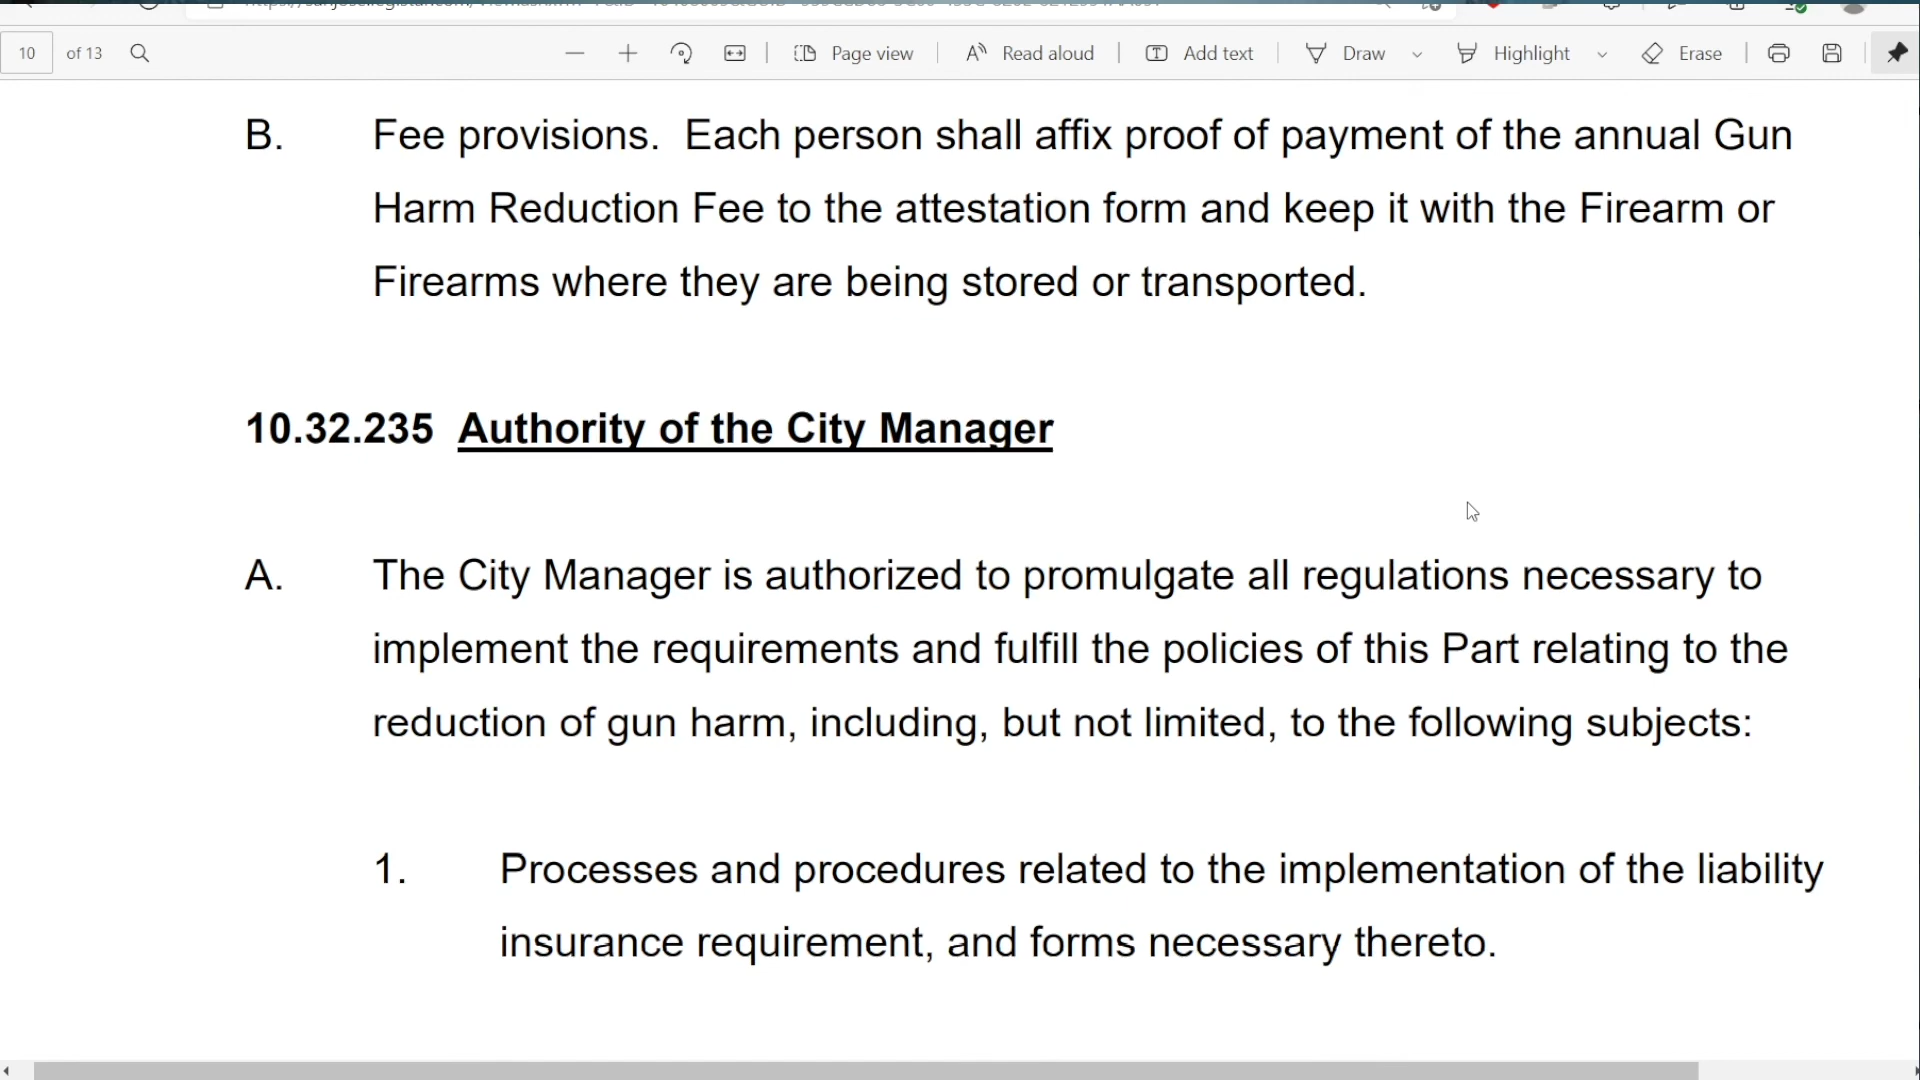 10 of 13 Page view Read aloud Add text Draw Highlight Erase
B. Fee provisions.  Each person shall affix proof of payment of the annual Gun
Harm Reduction Fee to the attestation form and keep it with the Firearm or
Firearms where they are being stored or transported.
10.32.235  Authority of the City Manager
A. The City Manager is authorized to promulgate all regulations necessary to
implement the requirements and fulfill the policies of this Part relating to the
reduction of gun harm, including, but not limited, to the following subjects:
1. Processes and procedures related to the implementation of the liability
insurance requirement, and forms necessary thereto.